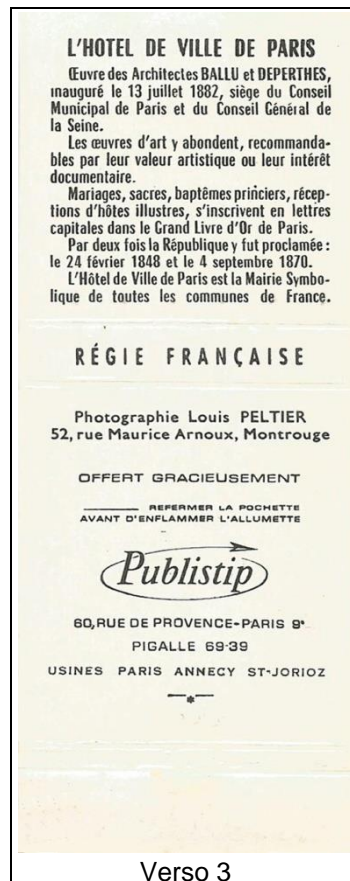 L'HOTEL DE VILLE DE PARIS
Œuvre des Architectes BALLU et DEPERTHES,
inauguré le 13 juillet 1882, siège du Conseil
Municipal de Paris et du Conseil Général de
la Seine.
Les œuvres d'art y abondent, recommanda-
bles par leur valeur artistique ou leur intérêt
documentaire.
Mariages, sacres, baptêmes princiers, récep-
tions d'hôtes illustres, s'inscrivent en lettres
capitales dans le Grand Livre d'Or de Paris.
Par deux fois la République y fut proclamée :
le 24 février 1848 et le 4 septembre 1870.
L'Hôtel de Ville de Paris est la Mairie Symbo-
lique de toutes les communes de France.
RÉGIE FRANÇAISE
Photographie Louis PELTIER
52, rue Maurice Arnoux, Montrouge
OFFERT GRACIEUSEMENT
REFERMER LA POCHETTE
AVANT D'ENFLAMMER L'ALLUMETTE
Publistip
60, RUE DE PROVENCE-PARIS 9e
PIGALLE 69-39
USINES PARIS ANNECY ST-JORIOZ
Verso 3